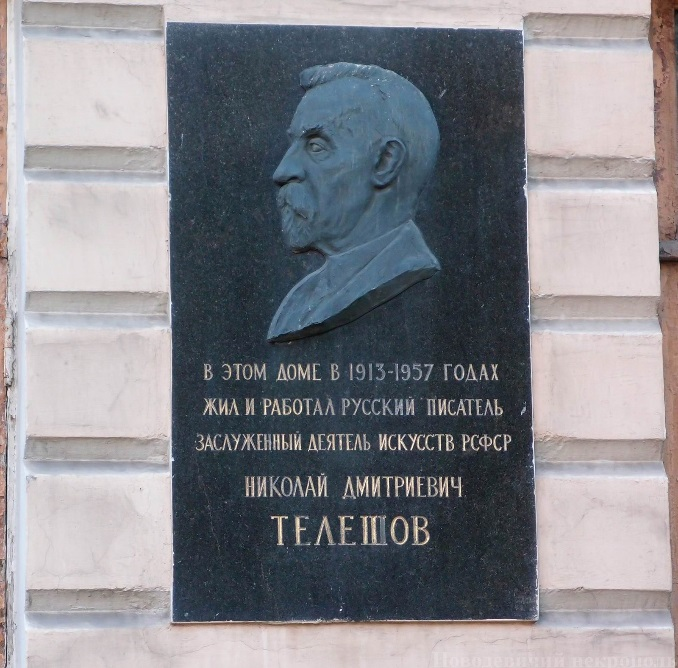 В ЭТОМ ДОМЕ В 1913-1957 ГОДАХ
ЖИЛ И РАБОТАЛ РУССКИЙ ПИСАТЕЛЬ
ЗАСЛУЖЕННЫЙ ДЕЯТЕЛЬ ИСКУССТВ РСФСР
НИКОЛАЙ ДМИТРИЕВИЧ
ТЕЛЕШОВ